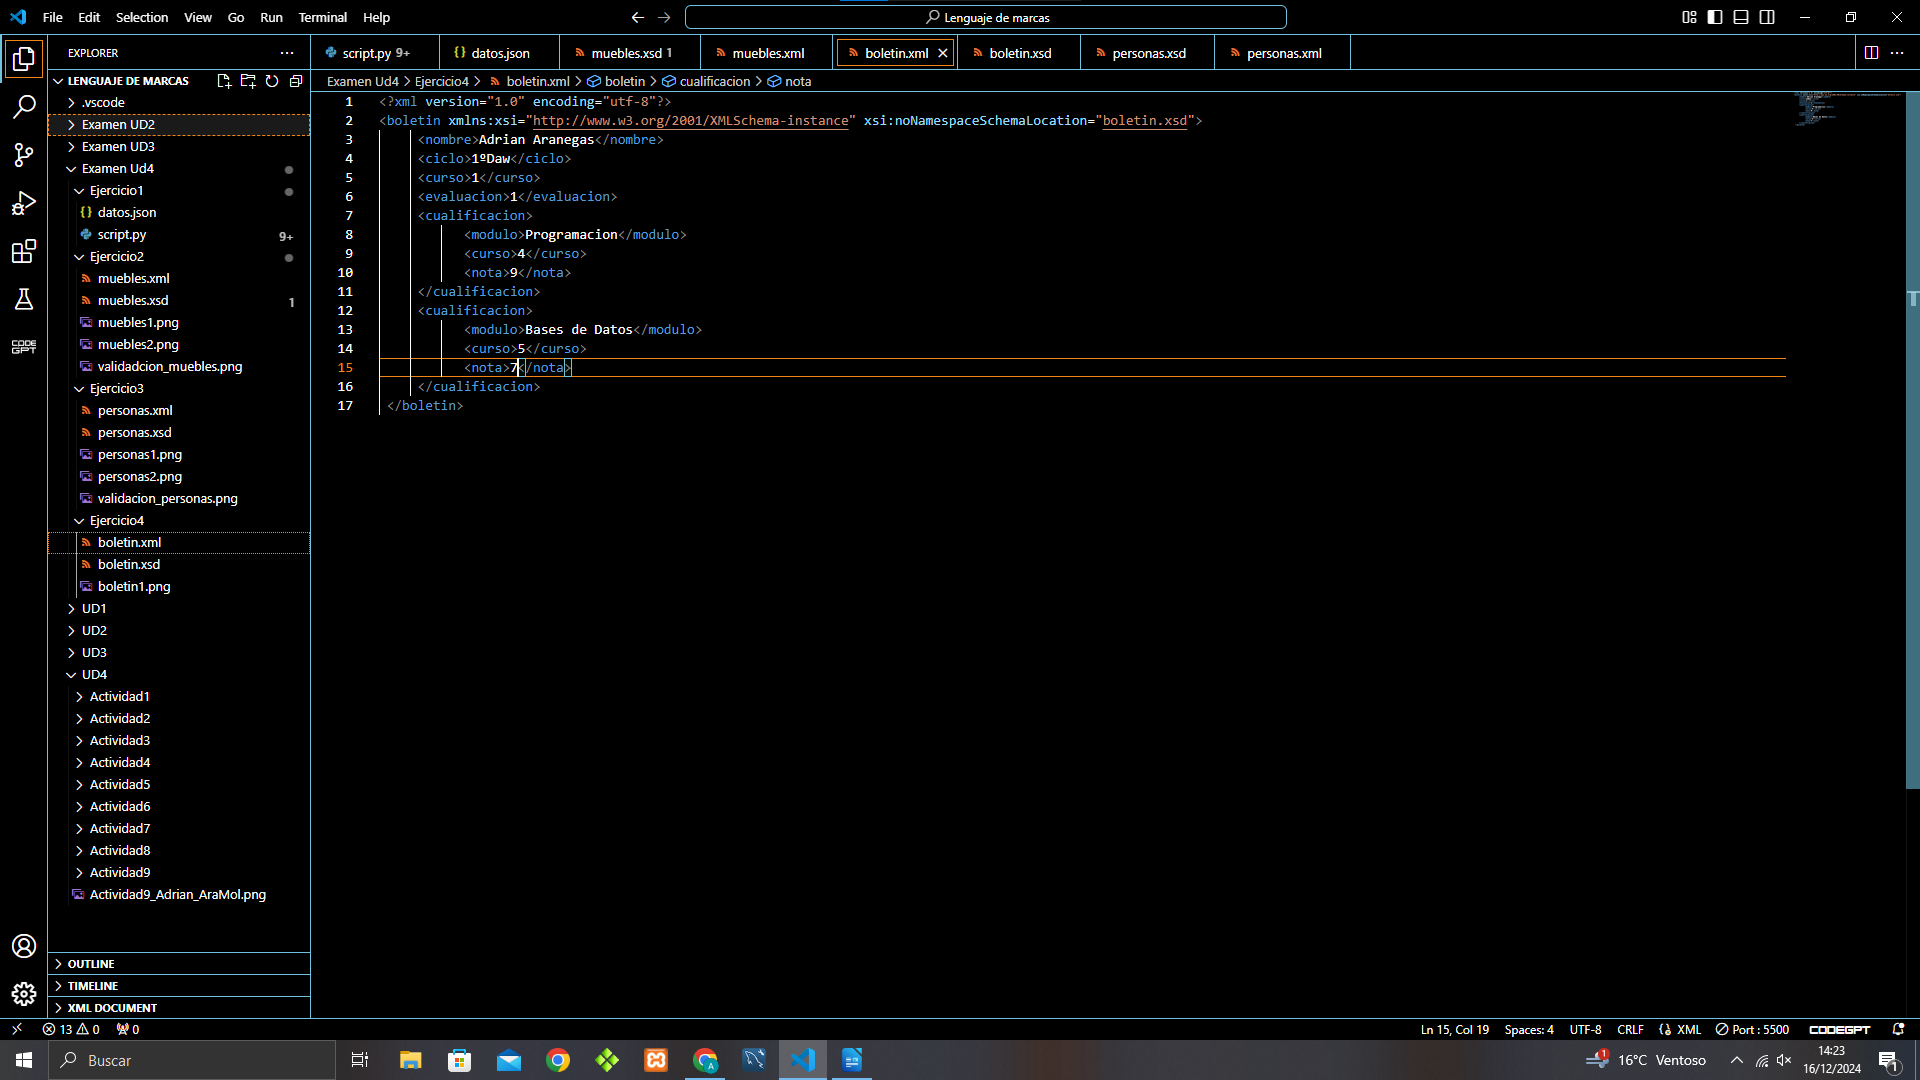 File Edit Selection View Go Run Terminal Help
Lenguaje de marcas
EXPLORER
script.py 9+
datos.json
muebles.xsd 1
muebles.xml
boletin.xml
boletin.xsd
personas.xsd
personas.xml
LENGUAJE DE MARCAS
Examen Ud4 > Ejercicio4 > boletin.xml > boletin > cualificacion > nota
.vscode
Examen UD2
Examen UD3
Examen Ud4
Ejercicio1
datos.json
script.py 9+
Ejercicio2
muebles.xml
muebles.xsd 1
muebles1.png
muebles2.png
validadcion_muebles.png
Ejercicio3
personas.xml
personas.xsd
personas1.png
personas2.png
validacion_personas.png
Ejercicio4
boletin.xml
boletin.xsd
boletin1.png
UD1
UD2
UD3
UD4
Actividad1
Actividad2
Actividad3
Actividad4
Actividad5
Actividad6
Actividad7
Actividad8
Actividad9
Actividad9_Adrian_AraMol.png
OUTLINE
TIMELINE
XML DOCUMENT
CODE GPT
1 <?xml version="1.0" encoding="utf-8"?>
2 <boletin xmlns:xsi="http://www.w3.org/2001/XMLSchema-instance" xsi:noNamespaceSchemaLocation="boletin.xsd">
3 <nombre>Adrian Aranegas</nombre>
4 <ciclo>1ºDaw</ciclo>
5 <curso>1</curso>
6 <evaluacion>1</evaluacion>
7 <cualificacion>
8 <modulo>Programacion</modulo>
9 <curso>4</curso>
10 <nota>9</nota>
11 </cualificacion>
12 <cualificacion>
13 <modulo>Bases de Datos</modulo>
14 <curso>5</curso>
15 <nota>7</nota>
16 </cualificacion>
17 </boletin>
13 0 0
Ln 15, Col 19 Spaces: 4 UTF-8 CRLF XML Port : 5500 CODEGPT
Buscar
1 16°C Ventoso
14:23
16/12/2024
1